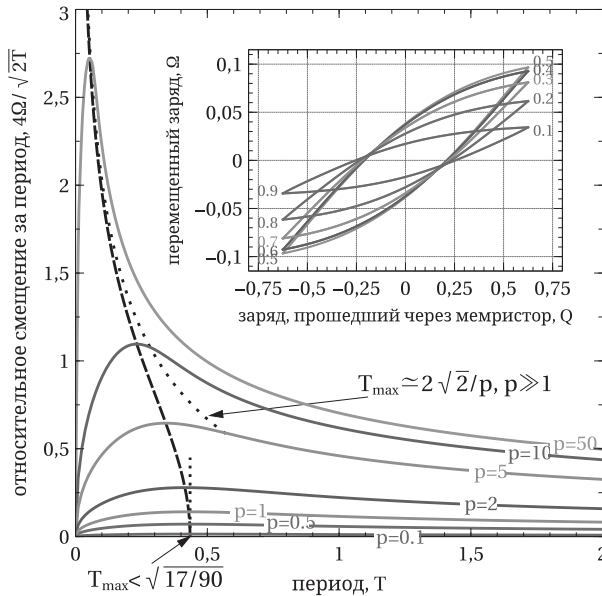 относительное смещение за период, 4Ω/ √2T
3
2,5
2
1,5
1
0,5
0
перемещенный заряд, Ω
0,1
0,05
0
−0,05
−0,1
0.5
0.4
0.3
0.2
0.1
0.9
0.8
0.7
0.6
0.5
−0,75 −0,5 −0,25 0 0,25 0,5 0,75
заряд, прошедший через мемристор, Q
Tmax≃2 √2/p, p≫1
p=50
p=10
p=5
p=2
p=1
p=0.5
p=0.1
0 0,5 1 1,5 2
Tmax<√17/90
период, T